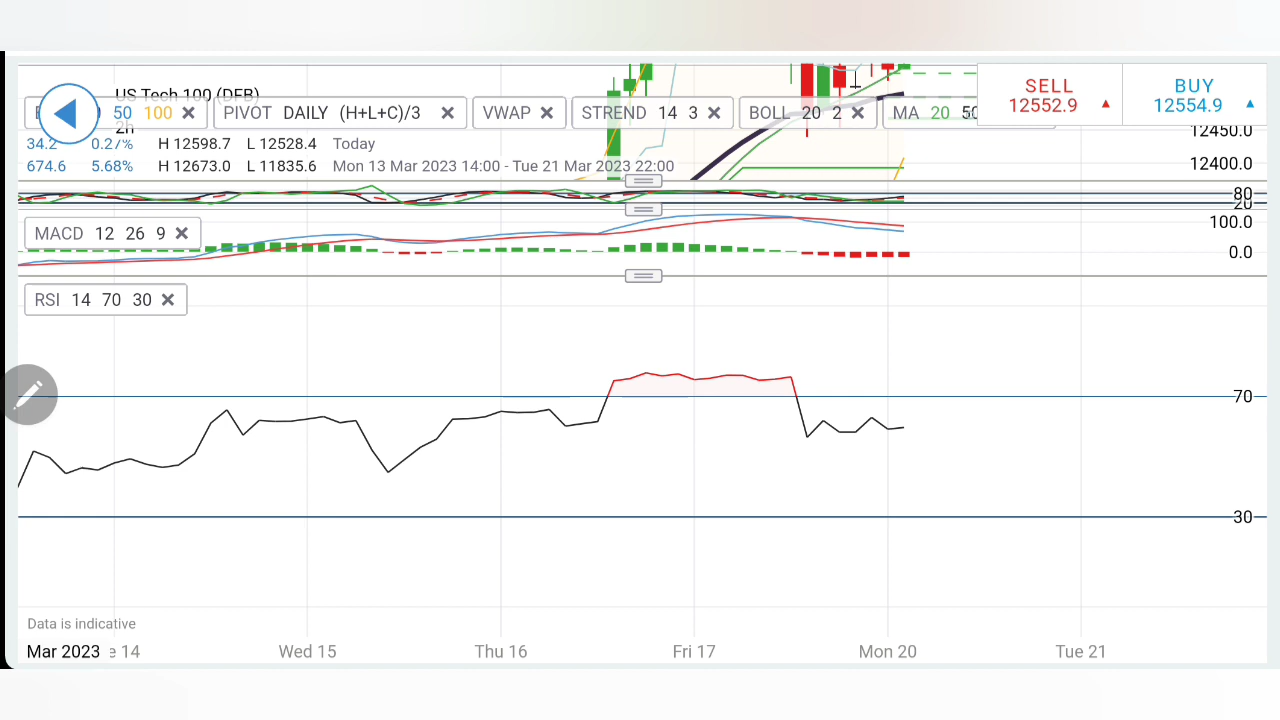 US Tech 100 (DFB)
50 100 PIVOT DAILY (H+L+C)/3 VWAP STREND 14 3 BOLL 20 2 MA 20 50
2h
34.2 0.27% H 12598.7 L 12528.4 Today
674.6 5.68% H 12673.0 L 11835.6 Mon 13 Mar 2023 14:00 - Tue 21 Mar 2023 22:00
SELL
12552.9
BUY
12554.9
12450.0
12400.0
80
20
MACD 12 26 9
100.0
0.0
RSI 14 70 30
70
30
Data is indicative
Mar 2023 e 14 Wed 15 Thu 16 Fri 17 Mon 20 Tue 21